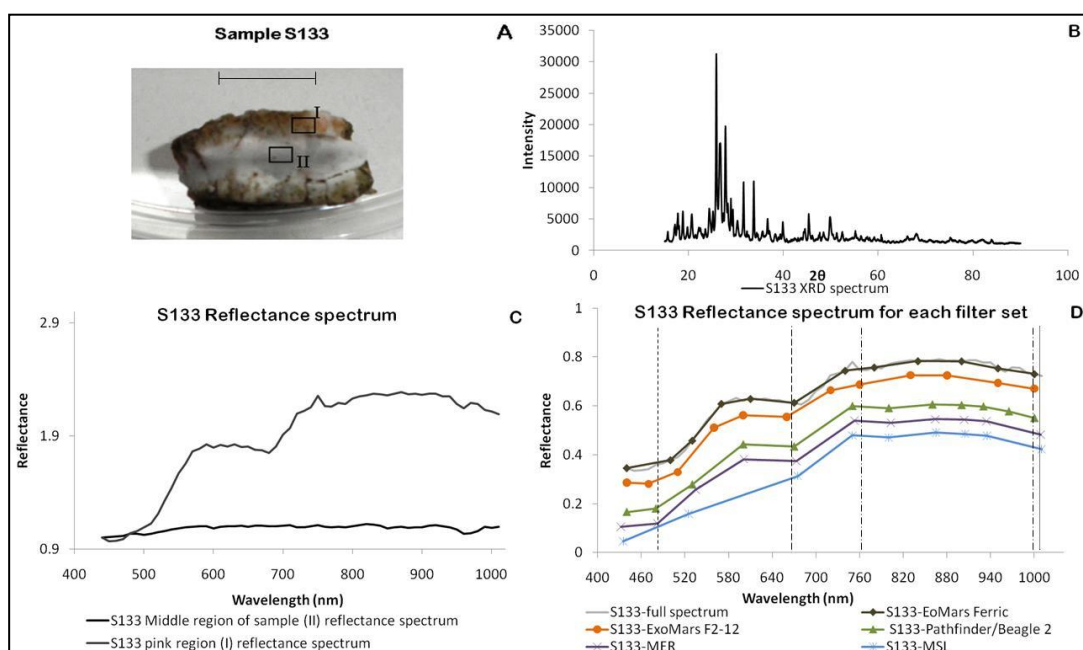 Sample S133
A
I
II
B
Intensity
35000
30000
25000
20000
15000
10000
5000
0
0 20 40 2θ 60 80 100
S133 XRD spectrum
S133 Reflectance spectrum
C
Reflectance
2.9
1.9
0.9
400 500 600 700 800 900 1000
Wavelength (nm)
S133 Middle region of sample (II) reflectance spectrum
S133 pink region (I) reflectance spectrum
S133 Reflectance spectrum for each filter set
D
Reflectance
1
0.8
0.6
0.4
0.2
0
400 460 520 580 640 700 760 820 880 940 1000
Wavelength (nm)
S133-full spectrum
S133-EoMars Ferric
S133-ExoMars F2-12
S133-Pathfinder/Beagle 2
S133-MER
S133-MSL